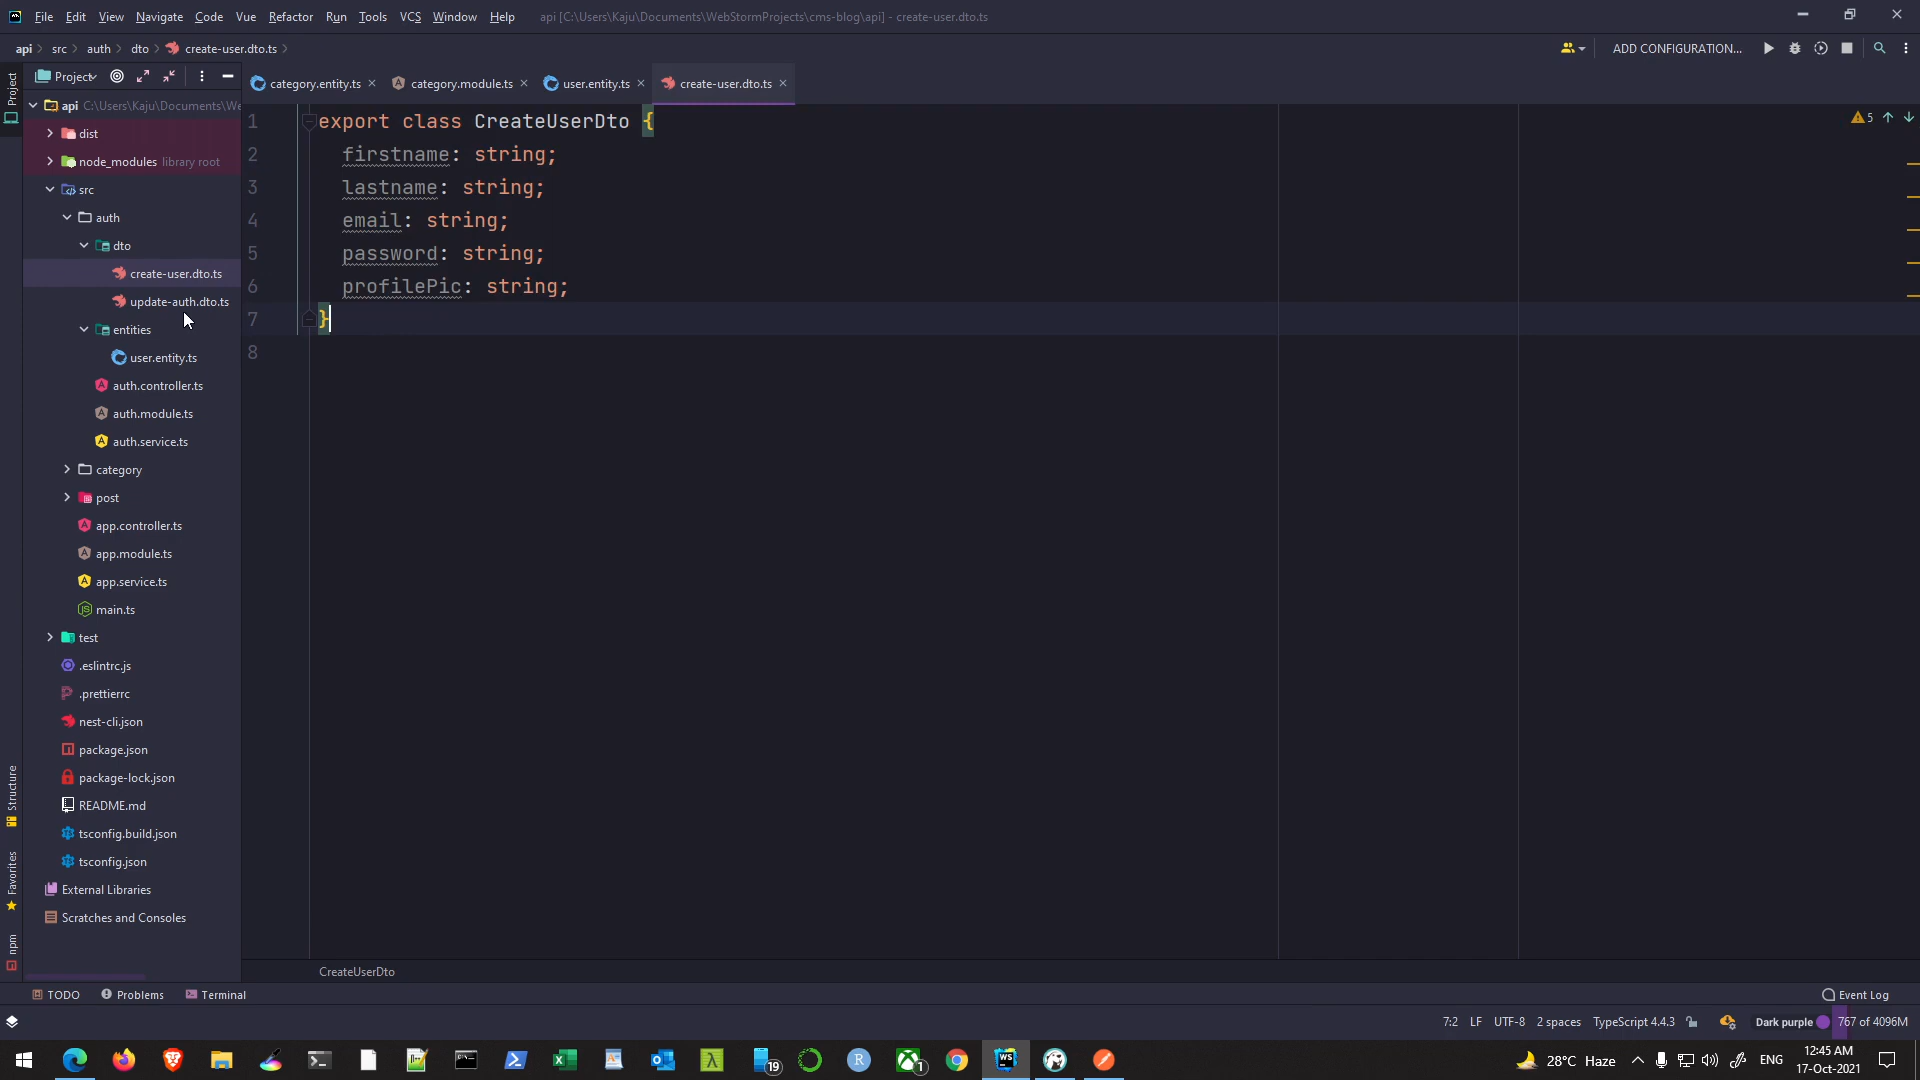 File Edit View Navigate Code Vue Refactor Run Tools VCS Window Help api [C:\Users\Kaju\Documents\WebStormProjects\cms-blog\api] - create-user.dto.ts
api src auth dto create-user.dto.ts
ADD CONFIGURATION...
Project
category.entity.ts category.module.ts user.entity.ts create-user.dto.ts
Project
api C:\Users\Kaju\Documents\We
dist
node_modules library root
src
auth
dto
create-user.dto.ts
update-auth.dto.ts
entities
user.entity.ts
auth.controller.ts
auth.module.ts
auth.service.ts
category
post
app.controller.ts
app.module.ts
app.service.ts
main.ts
test
.eslintrc.js
.prettierrc
nest-cli.json
package.json
package-lock.json
README.md
tsconfig.build.json
tsconfig.json
External Libraries
Scratches and Consoles
Structure
Favorites
npm
1 export class CreateUserDto {
2 firstname: string;
3 lastname: string;
4 email: string;
5 password: string;
6 profilePic: string;
7 }
8
5
CreateUserDto
TODO Problems Terminal Event Log
7:2 LF UTF-8 2 spaces TypeScript 4.4.3 Dark purple 767 of 4096M
19 R 1 WS 28°C Haze ENG 12:45 AM
17-Oct-2021